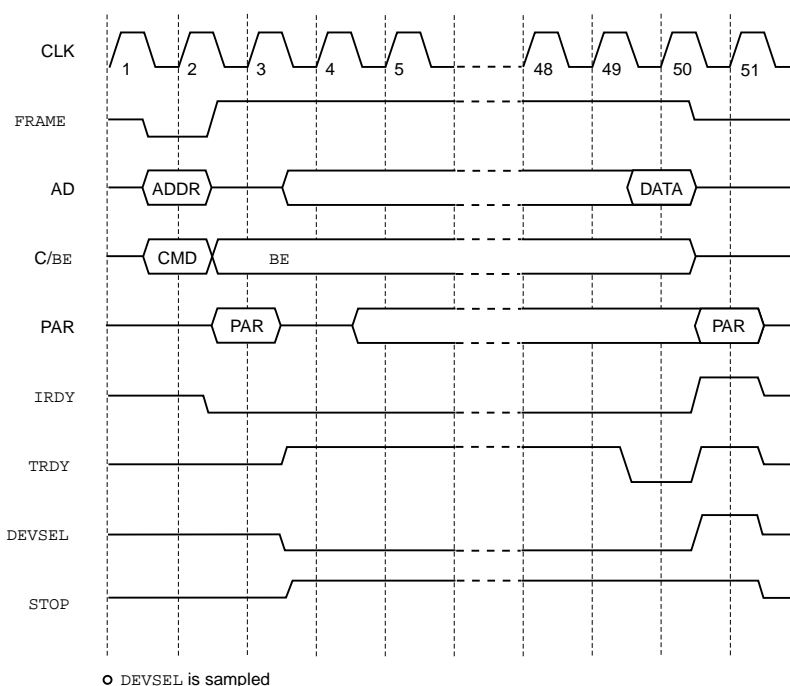 CLK
1 2 3 4 5 48 49 50 51
FRAME
AD ADDR DATA
C/BE CMD BE
PAR PAR PAR
IRDY
TRDY
DEVSEL
STOP
DEVSEL is sampled